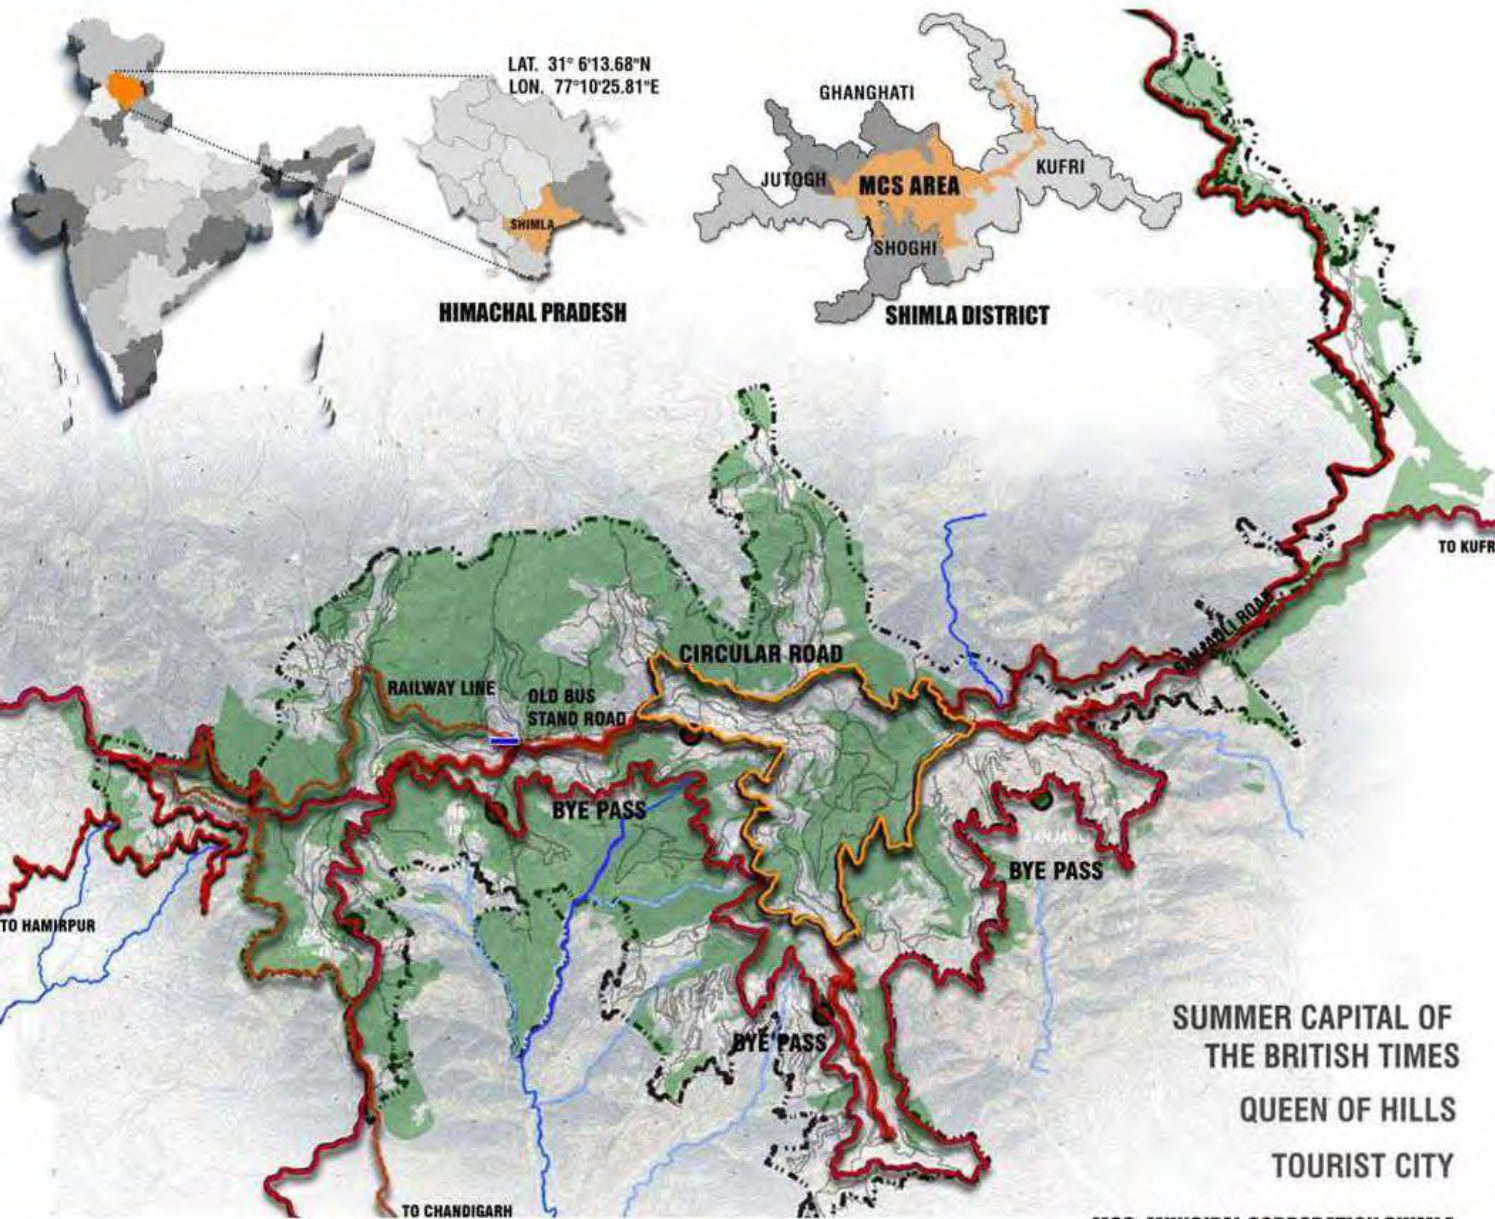 LAT. 31° 6'13.68"N
LON. 77°10'25.81"E
SHIMLA
HIMACHAL PRADESH
GHANGHATI
JUTOGH
MCS AREA
KUFRI
SHOGHI
SHIMLA DISTRICT
TO KUFR
SANJAULI ROAD
CIRCULAR ROAD
RAILWAY LINE
OLD BUS
STAND ROAD
BYE PASS
SANJAULI
BYE PASS
TO HAMIRPUR
BYE PASS
TO CHANDIGARH
SUMMER CAPITAL OF
THE BRITISH TIMES
QUEEN OF HILLS
TOURIST CITY